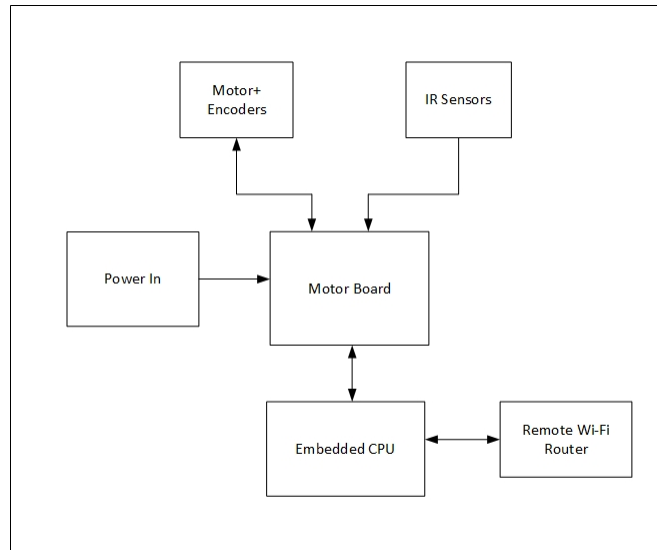 Motor+
Encoders
IR Sensors
Power In
Motor Board
Embedded CPU
Remote Wi-Fi
Router